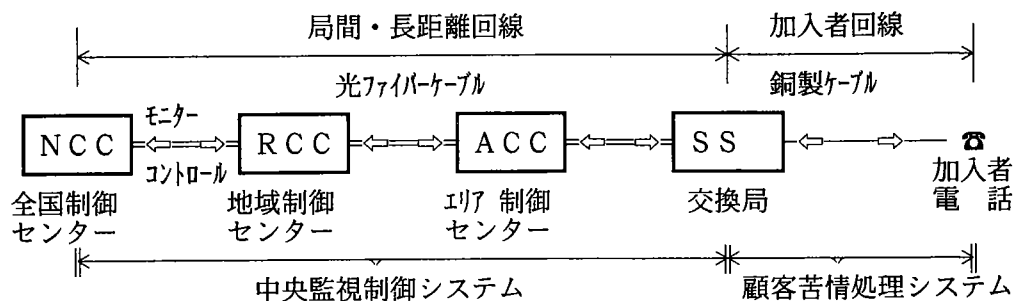 局間・長距離回線 加入者回線
光ファイバーケーブル 銅製ケーブル
モニター
NCC RCC ACC SS ☎
コントロール
全国制御センター 地域制御センター エリア制御センター 交換局 加入者電話
中央監視制御システム 顧客苦情処理システム